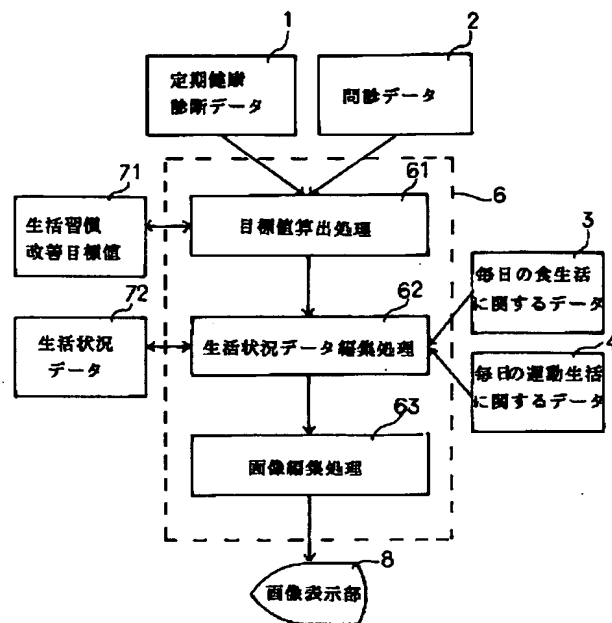 1
2
定期健康
診断データ
問診データ
71
61
6
生活習慣
改善目標値
目標値算出処理
3
毎日の食生活
に関するデータ
72
62
生活状況
データ
生活状況データ編集処理
4
毎日の運動生活
に関するデータ
63
画像編集処理
8
画像表示部